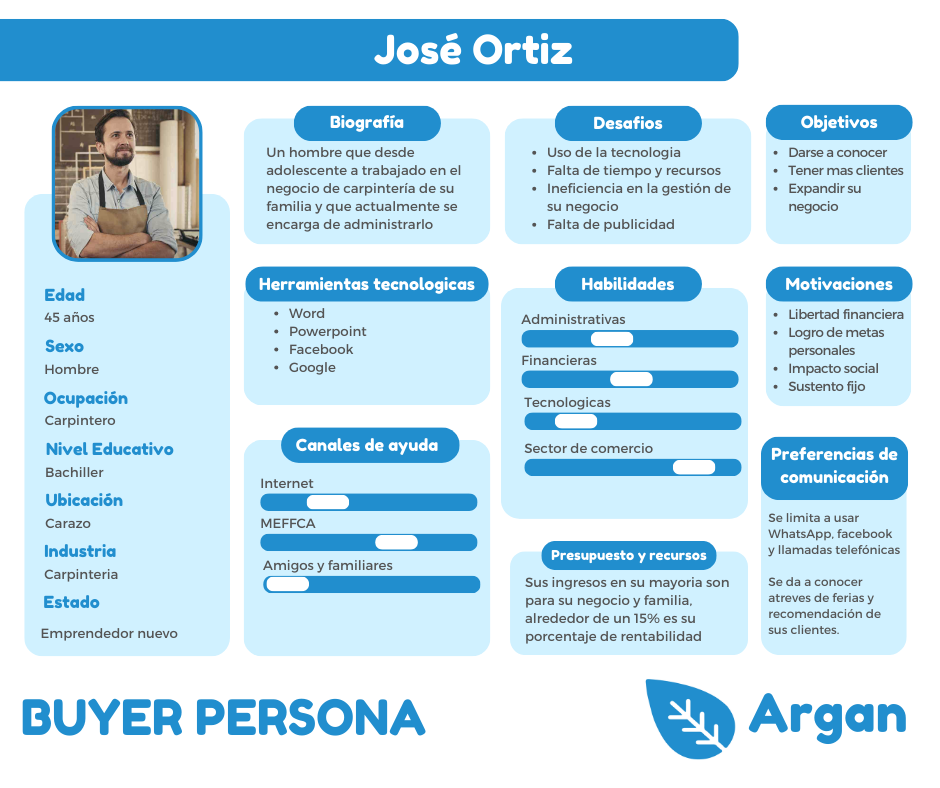 José Ortiz
Edad
45 años
Sexo
Hombre
Ocupación
Carpintero
Nivel Educativo
Bachiller
Ubicación
Carazo
Industria
Carpinteria
Estado
Emprendedor nuevo
Biografía
Un hombre que desde
adolescente a trabajado en el
negocio de carpintería de su
familia y que actualmente se
encarga de administrarlo
Desafios
• Uso de la tecnologia
• Falta de tiempo y recursos
• Ineficiencia en la gestión de
su negocio
• Falta de publicidad
Objetivos
• Darse a conocer
• Tener mas clientes
• Expandir su
negocio
Herramientas tecnologicas
• Word
• Powerpoint
• Facebook
• Google
Habilidades
Administrativas
Financieras
Tecnologicas
Sector de comercio
Motivaciones
• Libertad financiera
• Logro de metas
personales
• Impacto social
• Sustento fijo
Canales de ayuda
Internet
MEFFCA
Amigos y familiares
Presupuesto y recursos
Sus ingresos en su mayoria son
para su negocio y familia,
alrededor de un 15% es su
porcentaje de rentabilidad
Preferencias de
comunicación
Se limita a usar
WhatsApp, facebook
y llamadas telefónicas
Se da a conocer
atreves de ferias y
recomendación de
sus clientes.
BUYER PERSONA
Argan